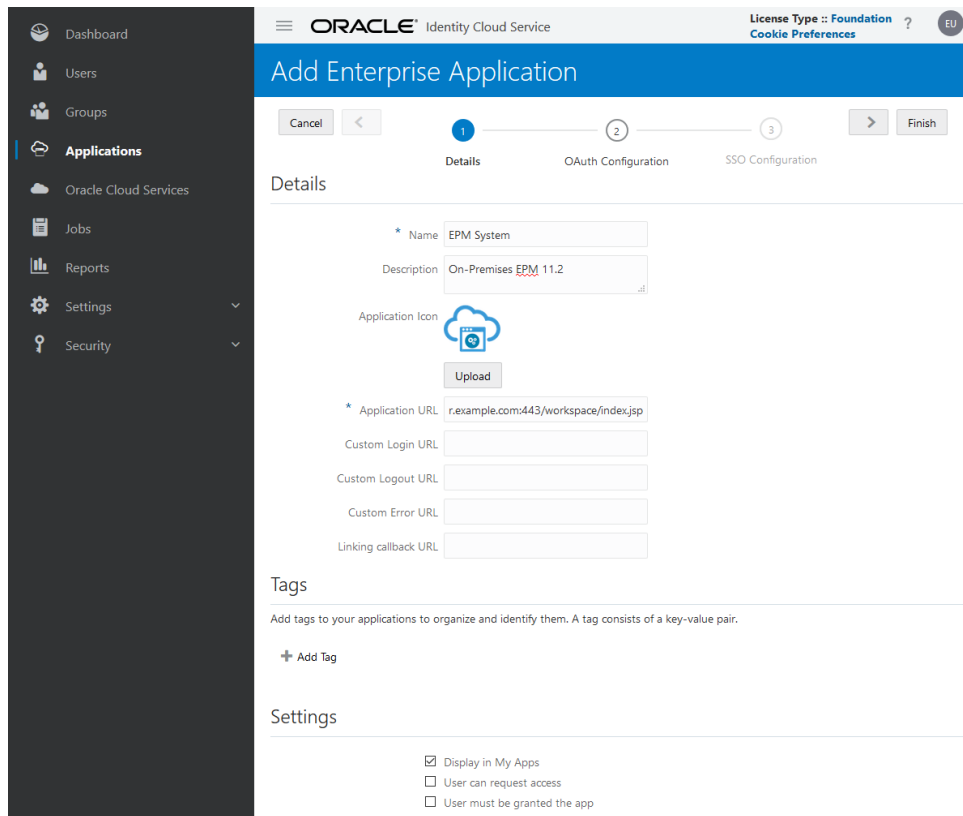 Dashboard
Users
Groups
Applications
Oracle Cloud Services
Jobs
Reports
Settings
Security
ORACLE® Identity Cloud Service
License Type :: Foundation
Cookie Preferences
?
EU
Add Enterprise Application
Cancel
<
1
2
3
>
Finish
Details
OAuth Configuration
SSO Configuration
Details
* Name EPM System
Description On-Premises EPM 11.2
Application Icon
Upload
* Application URL r.example.com:443/workspace/index.jsp
Custom Login URL
Custom Logout URL
Custom Error URL
Linking callback URL
Tags
Add tags to your applications to organize and identify them. A tag consists of a key-value pair.
+ Add Tag
Settings
Display in My Apps
User can request access
User must be granted the app